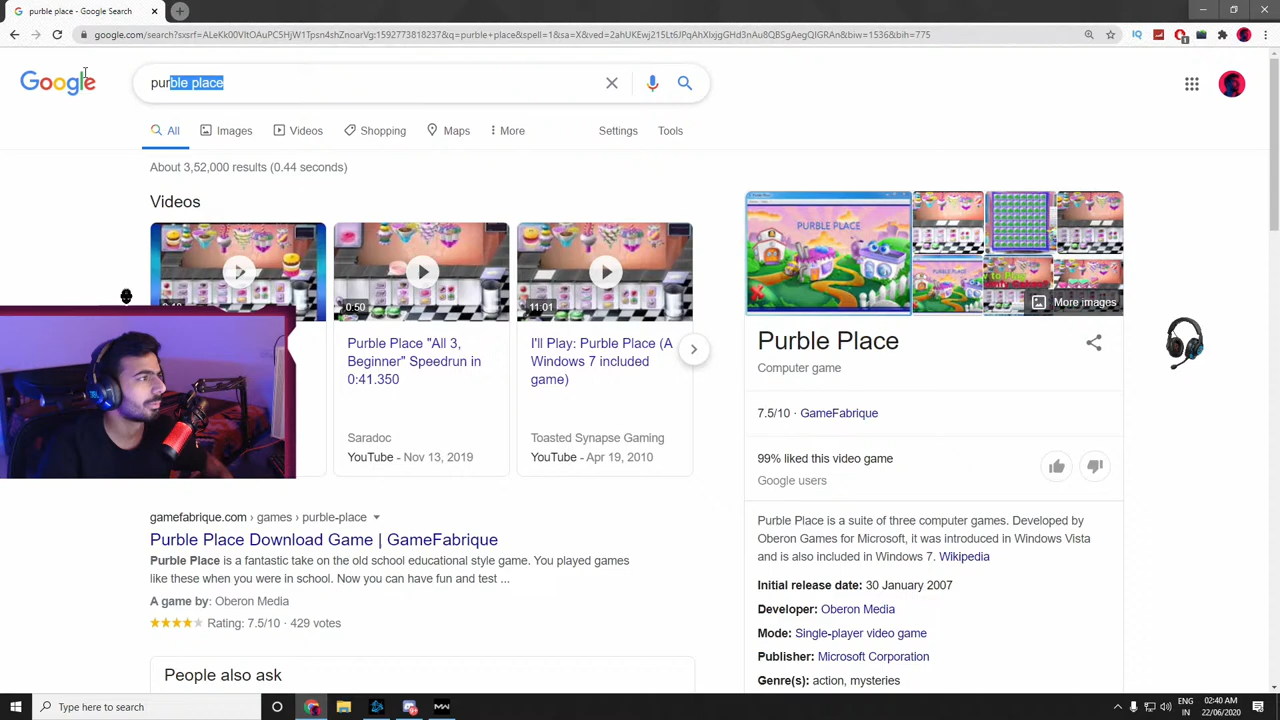 purble place - Google Search
google.com/search?sxsrf=ALeKk00VltOAuPC5HjW1Tpsn4shZnoarVg:1592773818237&q=purble+place&spell=1&sa=X&ved=2ahUKEwj215Lt6JPqAhXlxjgGHd3nAu8QBSgAegQIGRAn&biw=1536&bih=775
IQ
1
Google
purble place
All
Images
Videos
Shopping
Maps
More
Settings
Tools
About 3,52,000 results (0.44 seconds)
Videos
0:50
11:01
Purble Place "All 3,
Beginner" Speedrun in
0:41.350
Saradoc
YouTube - Nov 13, 2019
I'll Play: Purble Place (A
Windows 7 included
game)
Toasted Synapse Gaming
YouTube - Apr 19, 2010
gamefabrique.com › games › purble-place
Purble Place Download Game | GameFabrique
Purble Place is a fantastic take on the old school educational style game. You played games
like these when you were in school. Now you can have fun and test ...
A game by: Oberon Media
Rating: 7.5/10 · 429 votes
People also ask
PURBLE PLACE
More images
Purble Place
Computer game
7.5/10 · GameFabrique
99% liked this video game
Google users
Purble Place is a suite of three computer games. Developed by
Oberon Games for Microsoft, it was introduced in Windows Vista
and is also included in Windows 7. Wikipedia
Initial release date: 30 January 2007
Developer: Oberon Media
Mode: Single-player video game
Publisher: Microsoft Corporation
Genre(s): action, mysteries
Type here to search
MW
ENG
IN
02:40 AM
22/06/2020